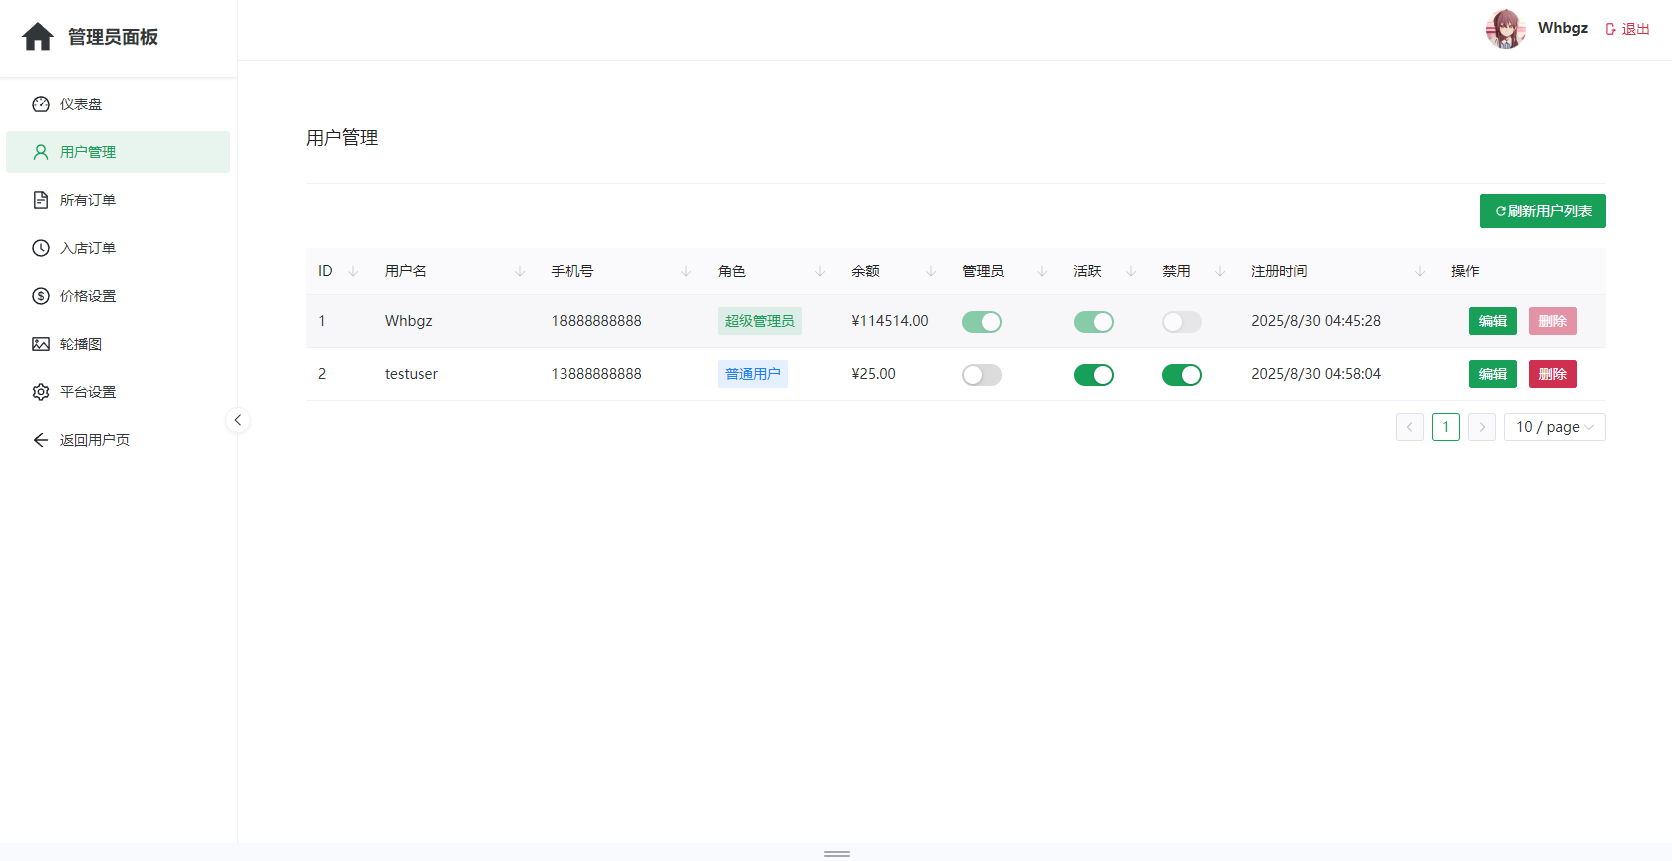 管理员面板
Whbgz 退出
仪表盘
用户管理
所有订单
入店订单
价格设置
轮播图
平台设置
返回用户页
用户管理
刷新用户列表
ID 用户名 手机号 角色 余额 管理员 活跃 禁用 注册时间 操作
1 Whbgz 18888888888 超级管理员 ¥114514.00 2025/8/30 04:45:28 编辑 删除
2 testuser 13888888888 普通用户 ¥25.00 2025/8/30 04:58:04 编辑 删除
1 10 / page